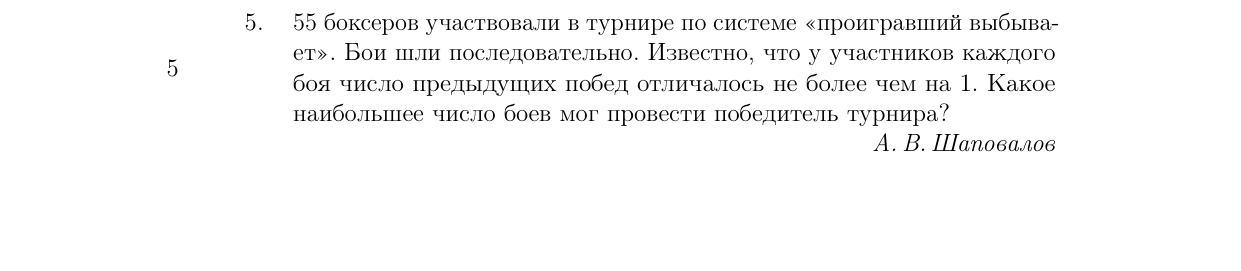 5. 55 боксеров участвовали в турнире по системе «проигравший выбыва-
ет». Бои шли последовательно. Известно, что у участников каждого
5
боя число предыдущих побед отличалось не более чем на 1. Какое
наибольшее число боев мог провести победитель турнира?
А. В. Шаповалов